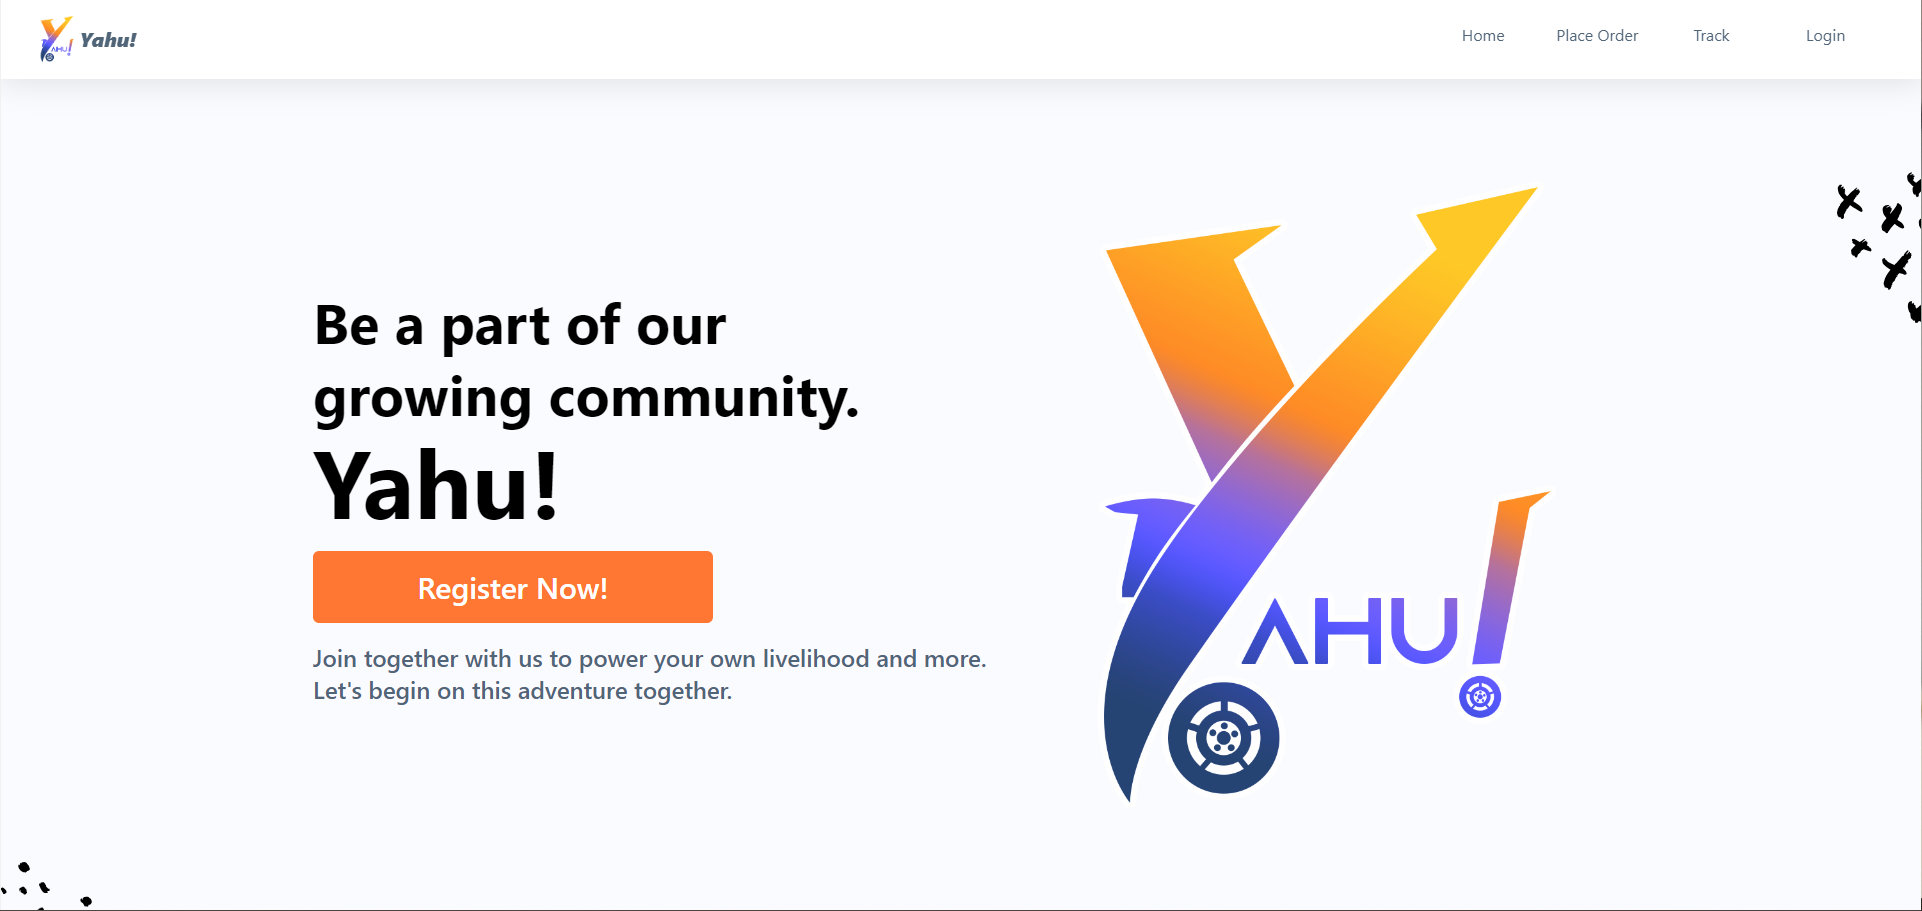 YAHU! Yahu!
Home Place Order Track Login
Be a part of our
growing community.
Yahu!
Register Now!
Join together with us to power your own livelihood and more.
Let's begin on this adventure together.
YAHU!